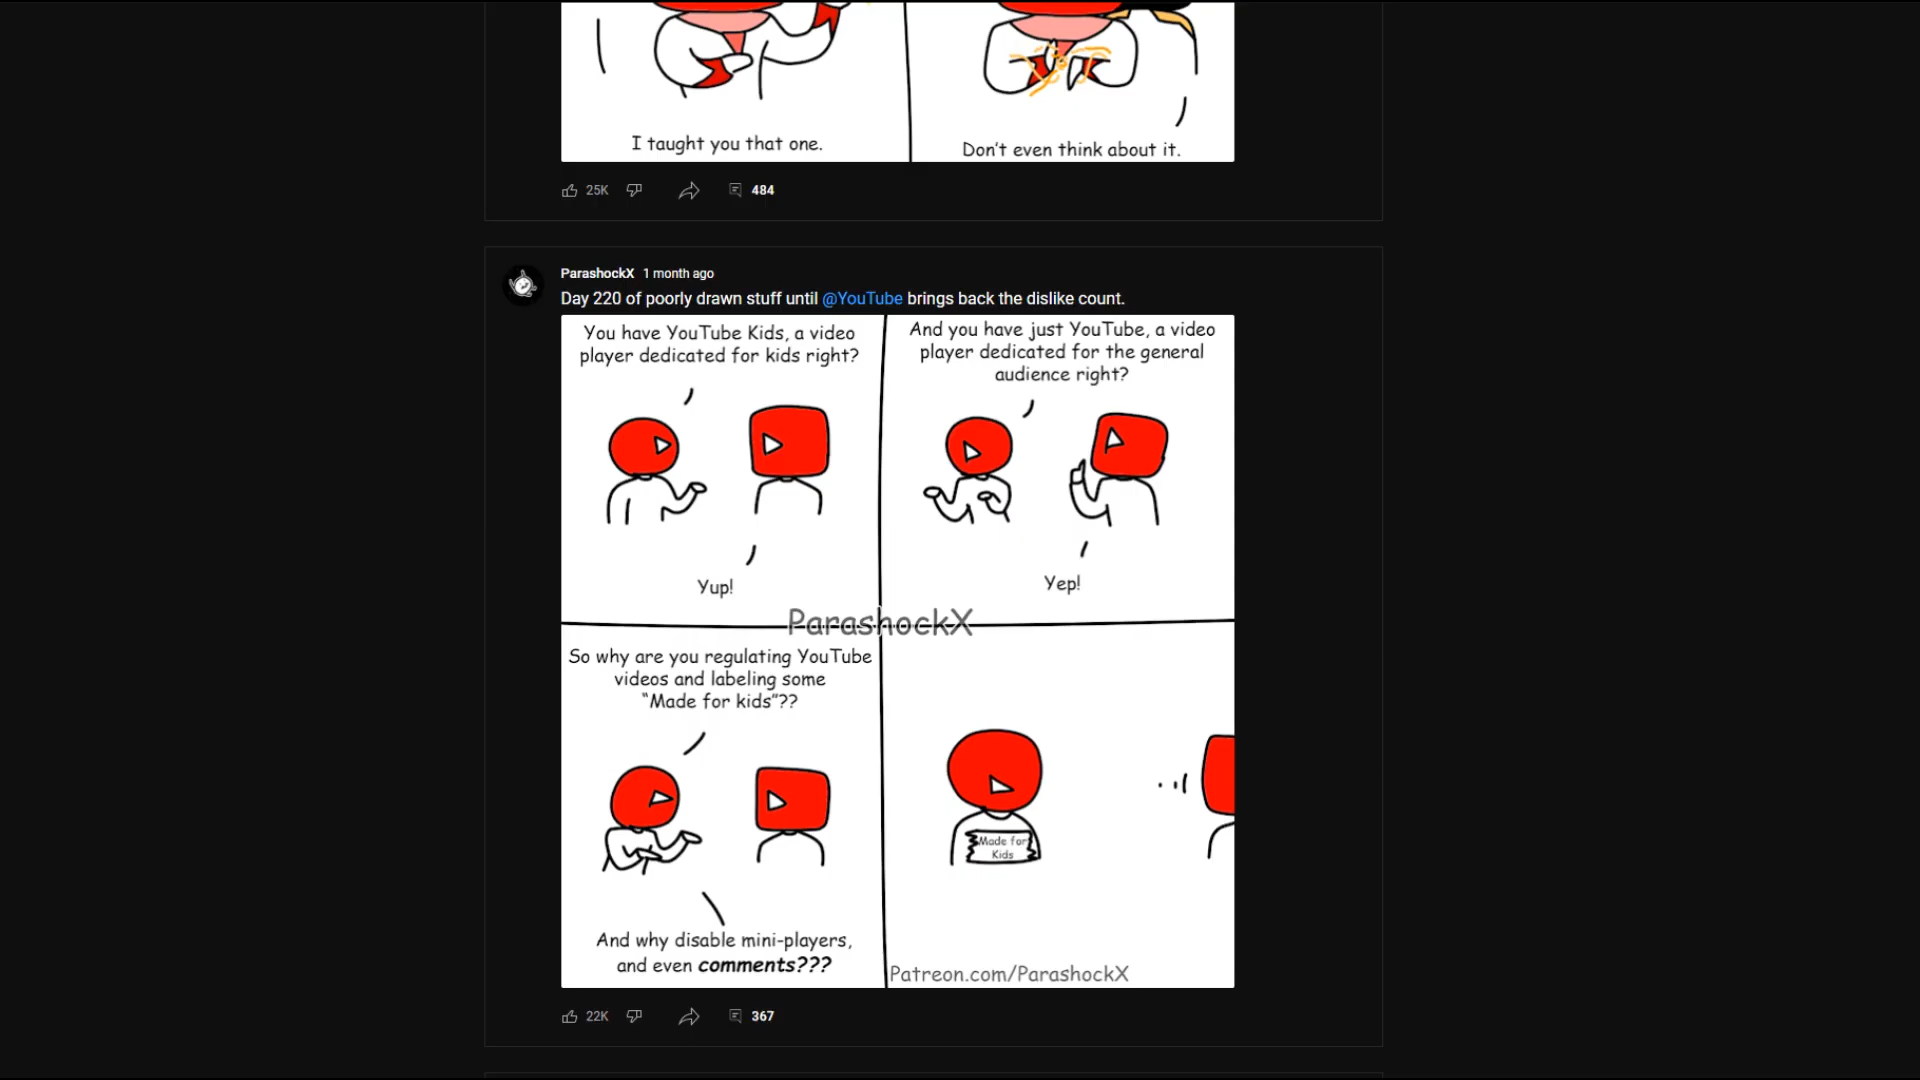 I taught you that one.
Don't even think about it.
25K
484
ParashockX 1 month ago
Day 220 of poorly drawn stuff until @YouTube brings back the dislike count.
You have YouTube Kids, a video
player dedicated for kids right?
Yup!
And you have just YouTube, a video
player dedicated for the general
audience right?
Yep!
ParashockX
So why are you regulating YouTube
videos and labeling some
“Made for kids”??
And why disable mini-players,
and even comments???
Made for
Kids
Patreon.com/ParashockX
22K
367